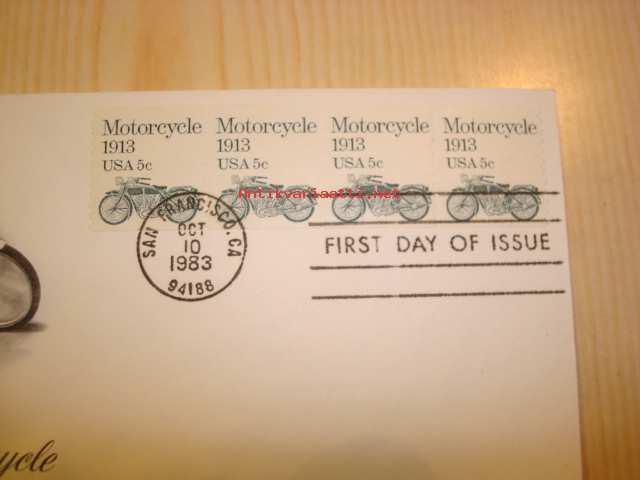 Motorcycle Motorcycle Motorcycle Motorcycle
1913 1913 1913 1913
USA 5c USA 5c USA 5c USA 5c
Antikvariaatti.net
SAN FRANCISCO, CA
OCT
10
1983
94188
FIRST DAY OF ISSUE
ycle